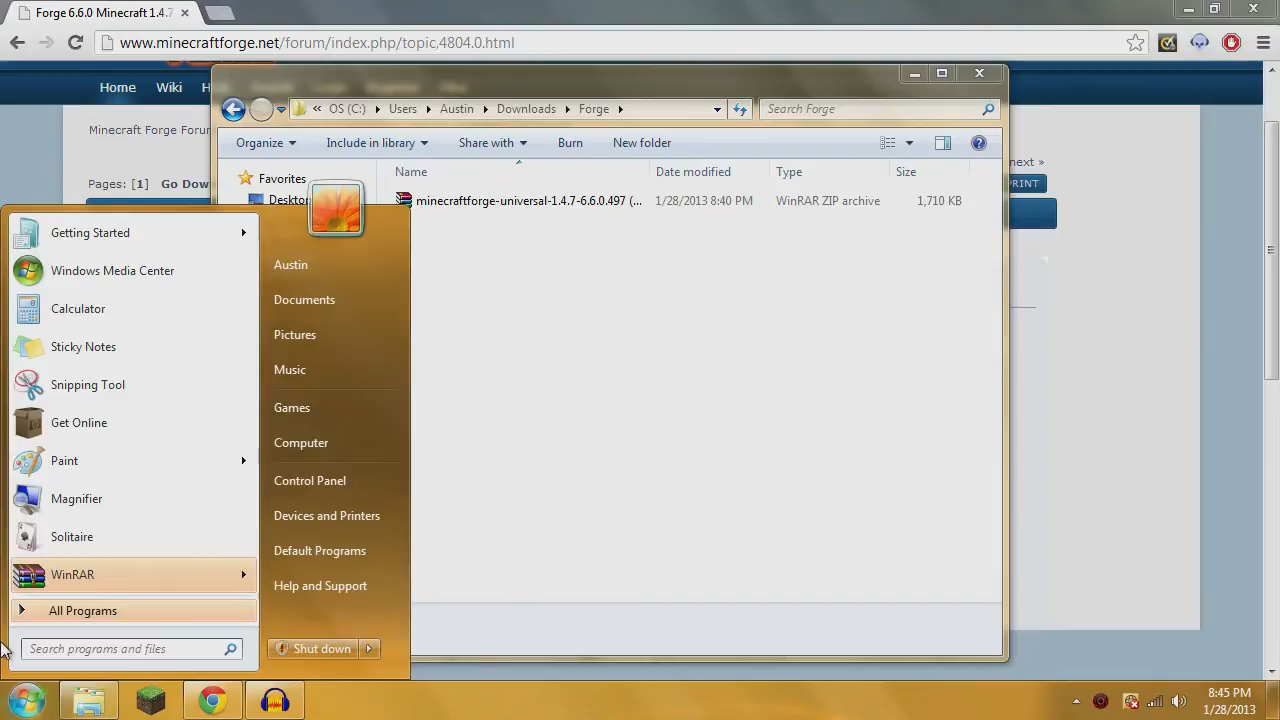 Forge 6.6.0 Minecraft 1.4.7
www.minecraftforge.net/forum/index.php/topic,4804.0.html
Home Wiki H
Minecraft Forge Forum
Pages: [1] Go Dow
next »
PRINT
« OS (C:) Users Austin Downloads Forge
Search Forge
Organize Include in library Share with Burn New folder
Favorites
Desktop
Name Date modified Type Size
minecraftforge-universal-1.4.7-6.6.0.497 (... 1/28/2013 8:40 PM WinRAR ZIP archive 1,710 KB
Getting Started
Windows Media Center
Calculator
Sticky Notes
Snipping Tool
Get Online
Paint
Magnifier
Solitaire
WinRAR
All Programs
Search programs and files
Austin
Documents
Pictures
Music
Games
Computer
Control Panel
Devices and Printers
Default Programs
Help and Support
Shut down
8:45 PM
1/28/2013